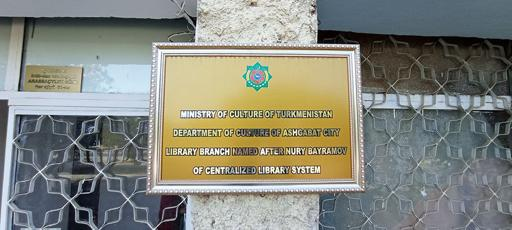 MINISTRY OF CULTURE OF TURKMENISTAN
DEPARTMENT OF CULTURE OF ASHGABAT CITY
LIBRARY BRANCH NAMED AFTER NURY BAYRAMOV
OF CENTRALIZED LIBRARY SYSTEM